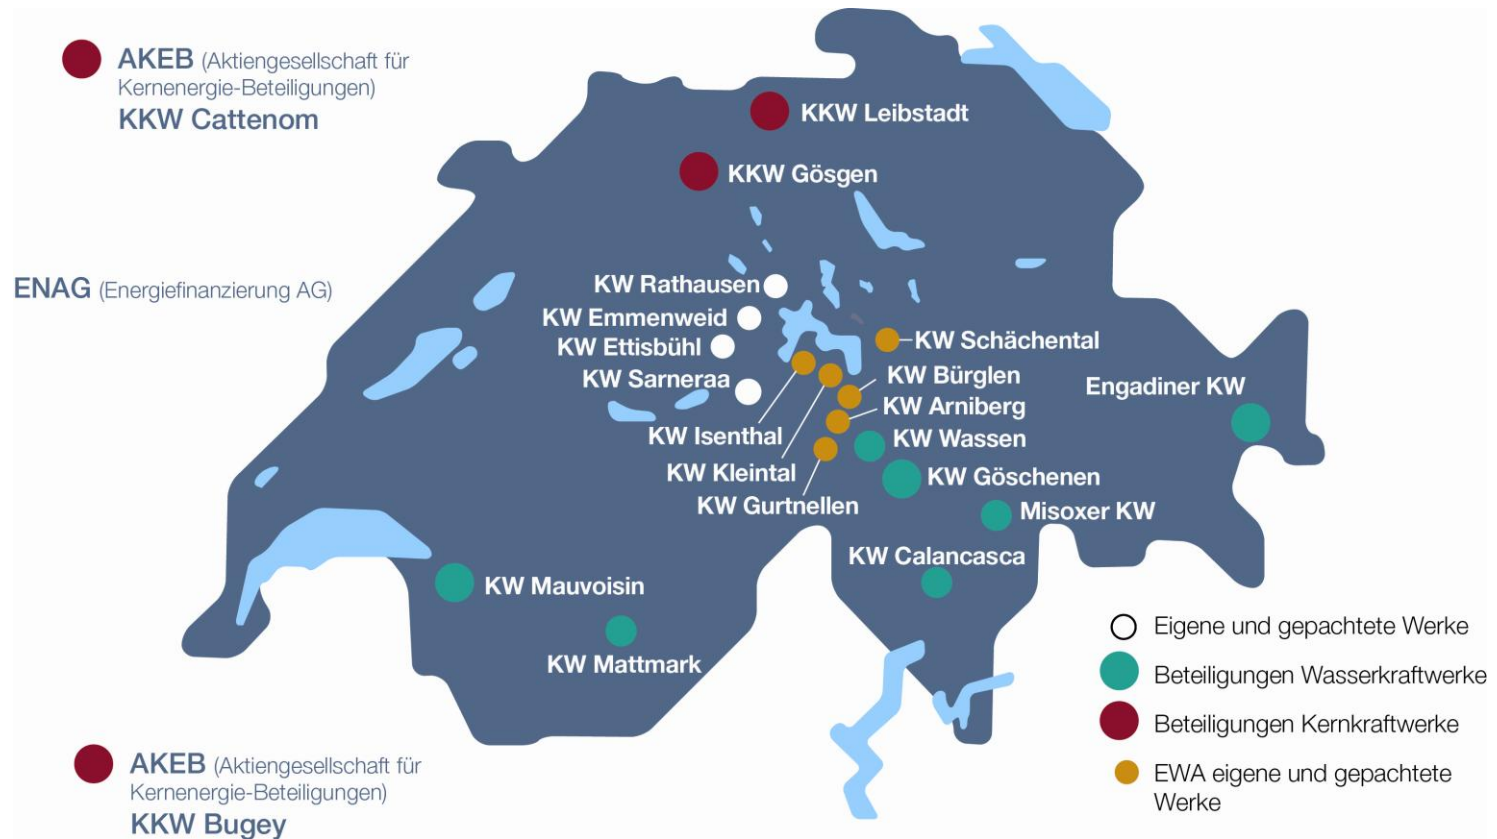 AKEB (Aktiengesellschaft für
Kernenergie-Beteiligungen)
KKW Cattenom
KKW Leibstadt
KKW Gösgen
ENAG (Energiefinanzierung AG)
KW Rathausen
KW Emmenweid
KW Ettisbühl
KW Sarneraa
KW Schächental
KW Bürglen
KW Arniberg
KW Isenthal
KW Wassen
KW Kleintal
KW Göschenen
KW Gurtnellen
Misoxer KW
Engadiner KW
KW Calancasca
KW Mauvoisin
KW Mattmark
Eigene und gepachtete Werke
Beteiligungen Wasserkraftwerke
Beteiligungen Kernkraftwerke
EWA eigene und gepachtete
Werke
AKEB (Aktiengesellschaft für
Kernenergie-Beteiligungen)
KKW Bugey